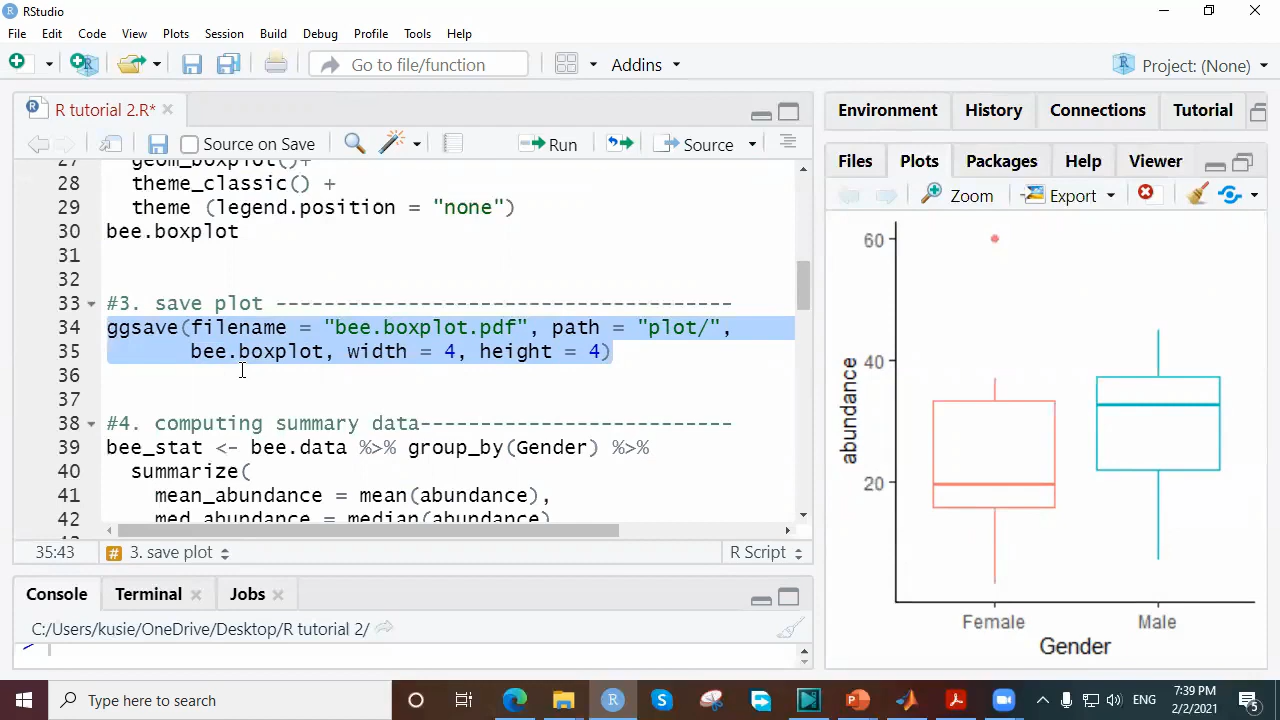 RStudio
File Edit Code View Plots Session Build Debug Profile Tools Help
Go to file/function Addins Project: (None)
R tutorial 2.R*
Source on Save Run Source
27 geom_boxplot()+
28 theme_classic() +
29 theme (legend.position = "none")
30 bee.boxplot
31
32
33 #3. save plot --------------------------------------
34 ggsave(filename = "bee.boxplot.pdf", path = "plot/",
35 bee.boxplot, width = 4, height = 4)
36
37
38 #4. computing summary data--------------------------
39 bee_stat <- bee.data %>% group_by(Gender) %>%
40 summarize(
41 mean_abundance = mean(abundance),
42 med_abundance = median(abundance)
35:43 # 3. save plot R Script
Console Terminal Jobs
C:/Users/kusie/OneDrive/Desktop/R tutorial 2/
>
Environment History Connections Tutorial
Files Plots Packages Help Viewer
Zoom Export
60
40
20
abundance
Female Male
Gender
Type here to search
ENG
7:39 PM
2/2/2021
5